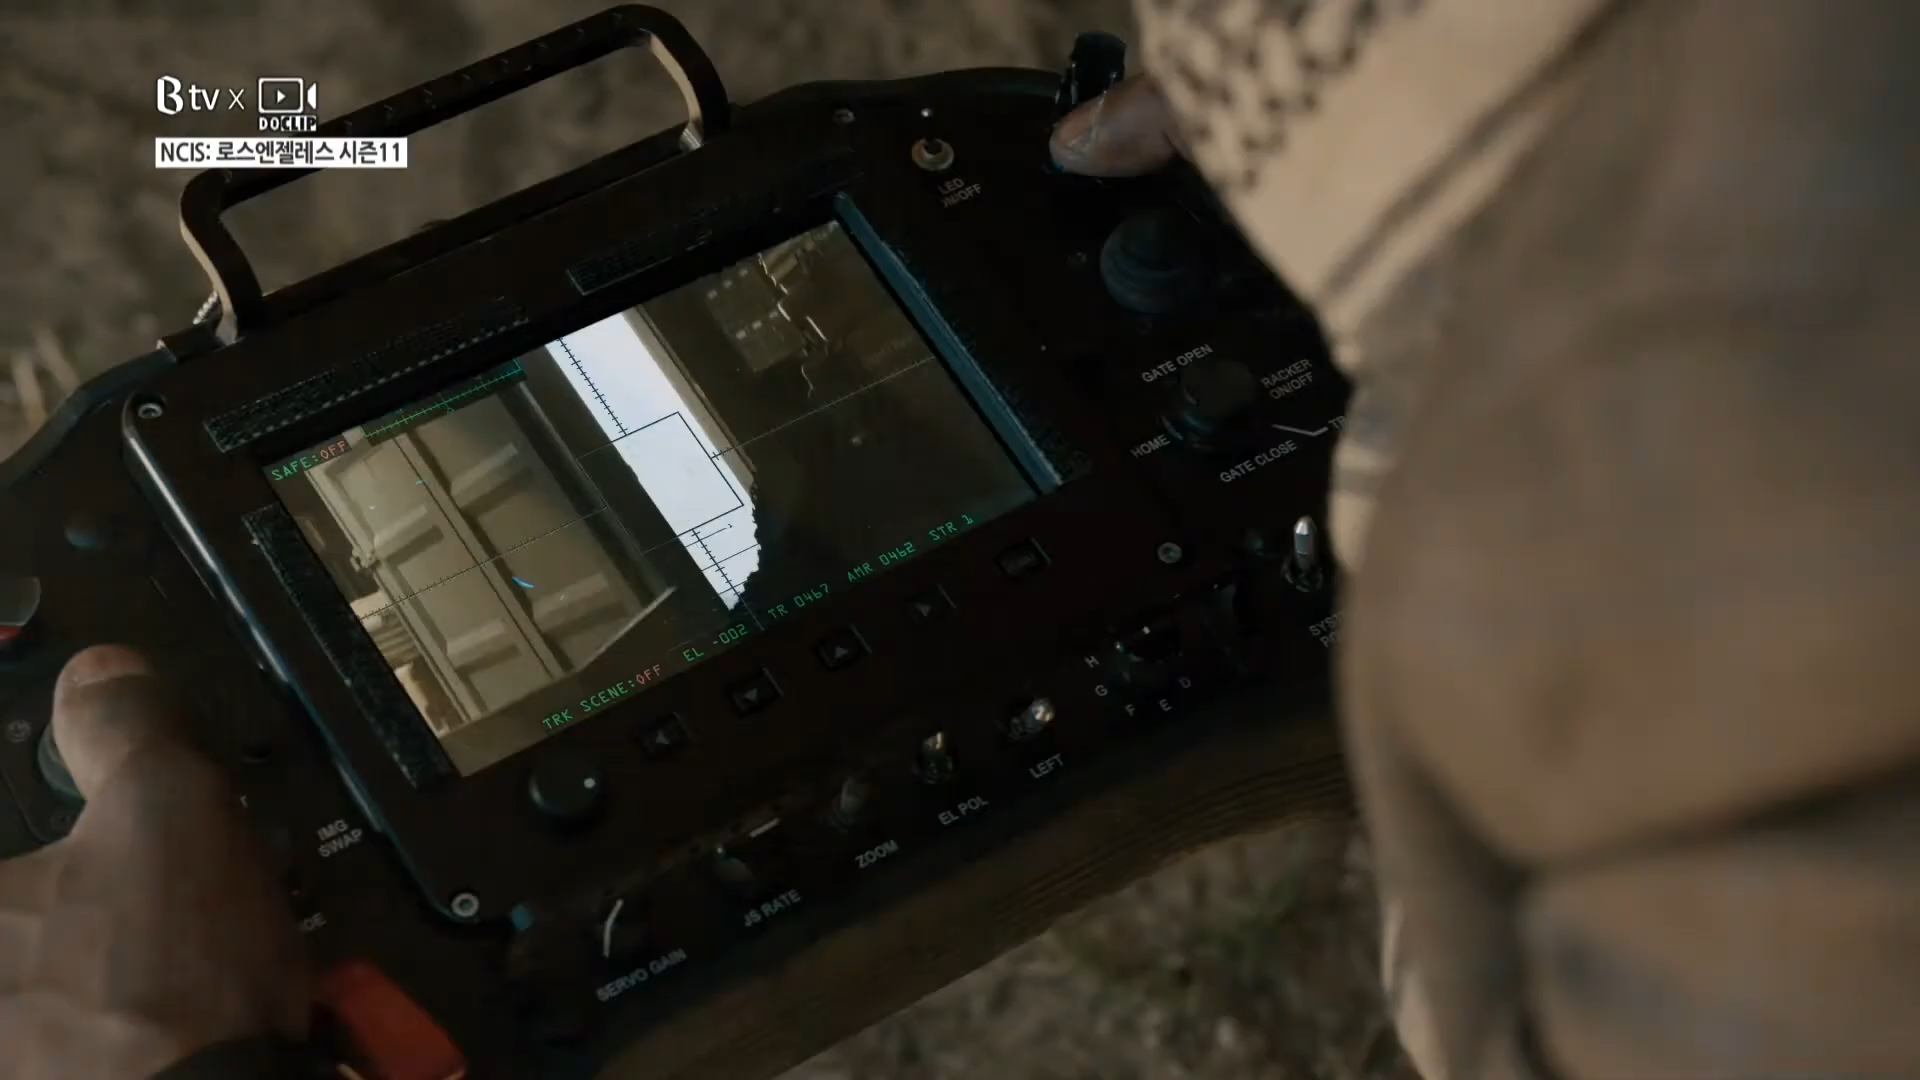 B tv x
DOCLIP
NCIS: 로스엔젤레스 시즌11
LED
ON/OFF
GATE OPEN
ON/OFF
HOME
GATE CLOSE
SAFE:OFF
TRK SCENE:OFF EL -002 TR 0467 AMR 0462 STR 1
H
G
F
E
D
LEFT
EL POL
ZOOM
JS RATE
SERVO GAIN
IMG
SWAP